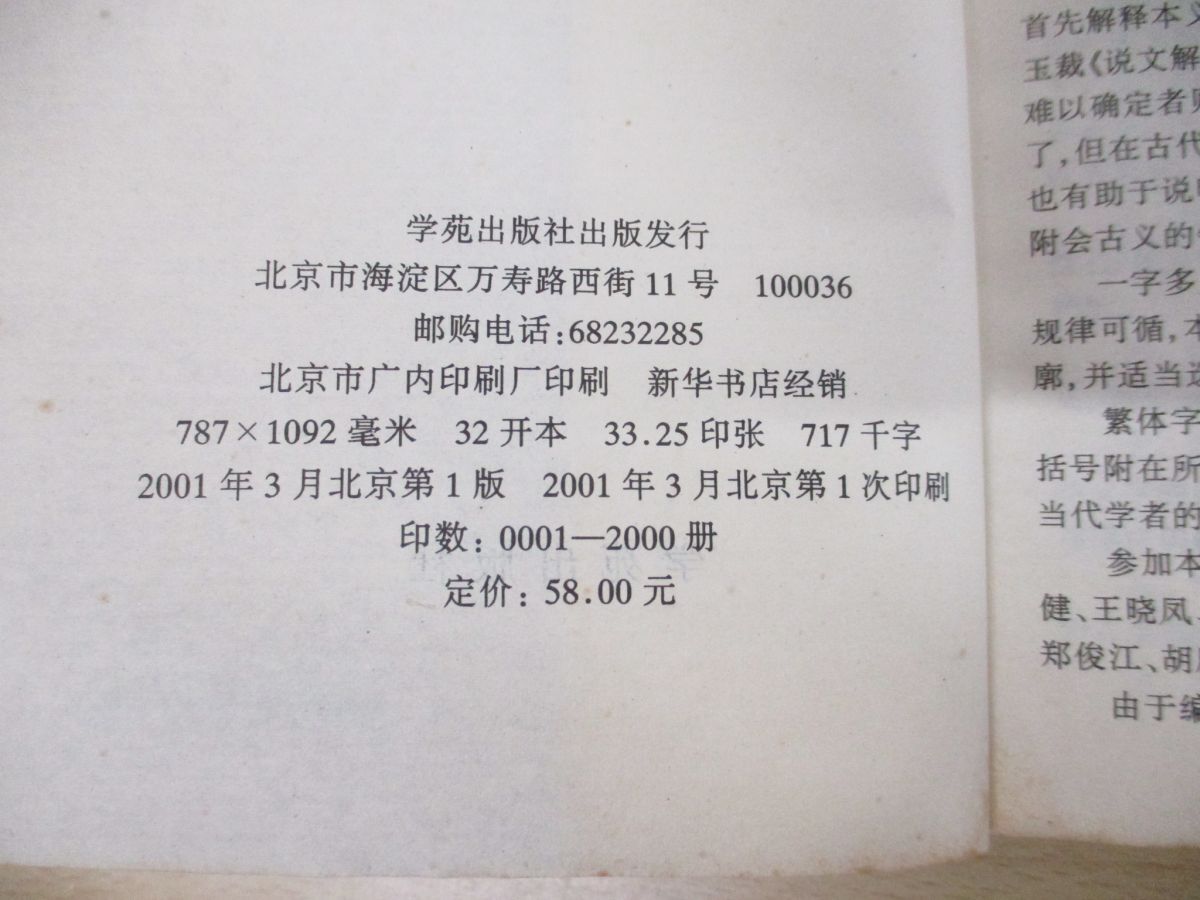 学苑出版社出版发行
北京市海淀区万寿路西街 11 号 100036
邮购电话:68232285
北京市广内印刷厂印刷 新华书店经销
787×1092 毫米 32 开本 33.25 印张 717 千字
2001 年 3 月北京第 1 版 2001 年 3 月北京第 1 次印刷
印数: 0001—2000 册
定价: 58.00 元
首先解释本义
玉裁《说文解
难以确定者则
了,但在古代
也有助于说
附会古义的
一字多
规律可循,本
廓,并适当
繁体字
括号附在所
当代学者的
参加本
健、王晓凤、
郑俊江、胡
由于编